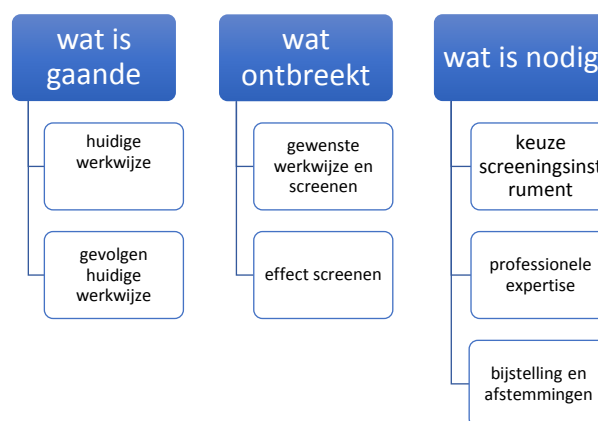 wat is
gaande
huidige
werkwijze
gevolgen
huidige
werkwijze
wat
ontbreekt
gewenste
werkwijze en
screenen
effect screenen
wat is nodig
keuze
screeningsinst
rument
professionele
expertise
bijstelling en
afstemmingen